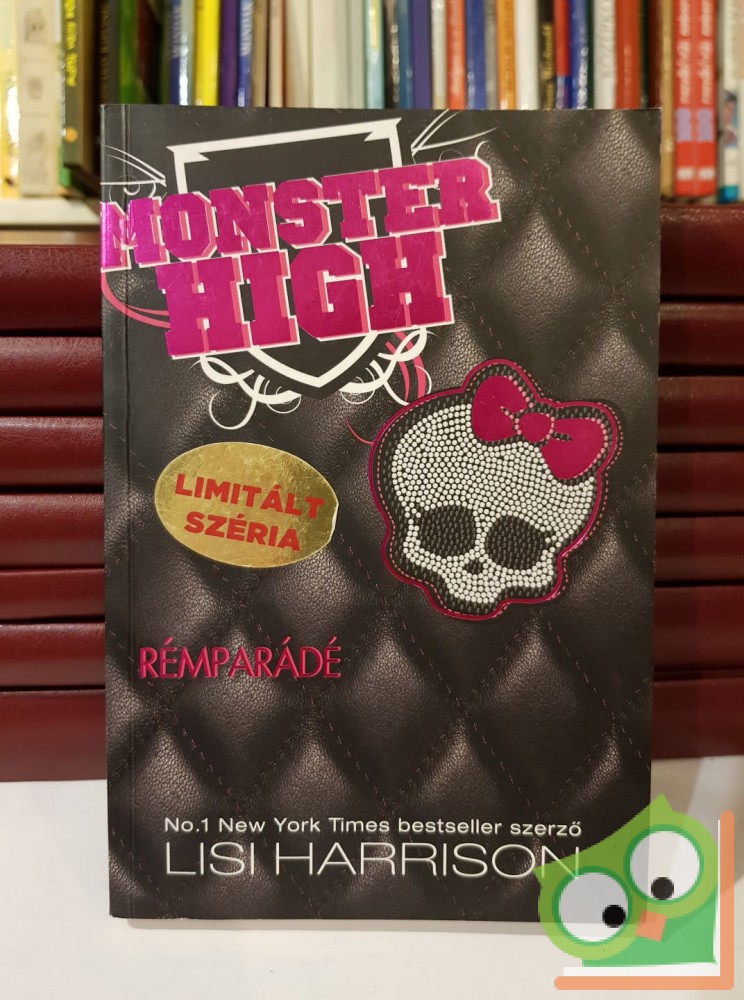 MONSTER
HIGH
LIMITÁLT
SZÉRIA
RÉMPARÁDÉ
No.1 New York Times bestseller szerző
LISI HARRISON